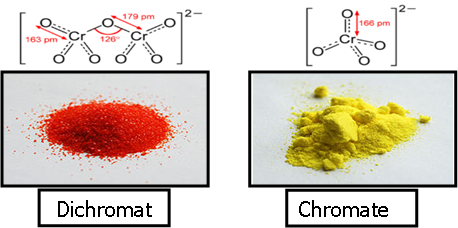 179 pm
O O O O
2-
163 pm
Cr 126° Cr
O O O
O
2-
166 pm
Cr
O O O
Dichromat
Chromate